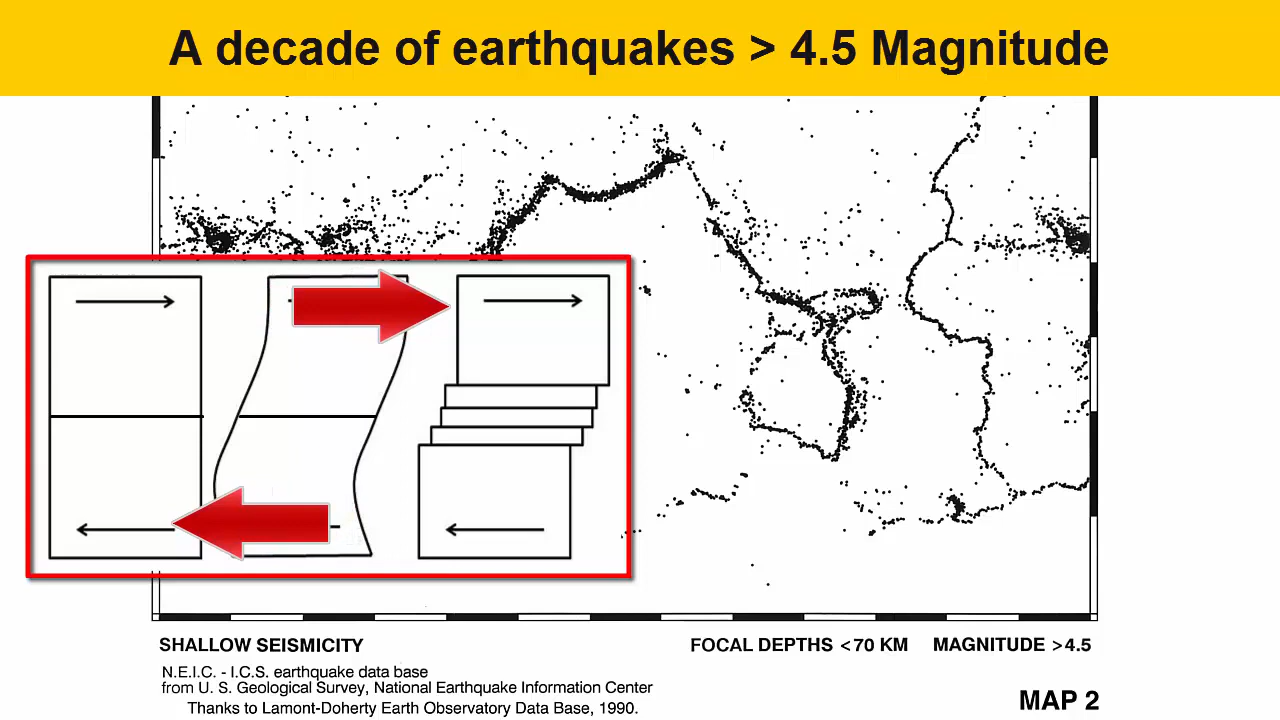 A decade of earthquakes > 4.5 Magnitude
SHALLOW SEISMICITY
FOCAL DEPTHS <70 KM MAGNITUDE >4.5
N.E.I.C. - I.C.S. earthquake data base
from U. S. Geological Survey, National Earthquake Information Center
Thanks to Lamont-Doherty Earth Observatory Data Base, 1990.
MAP 2